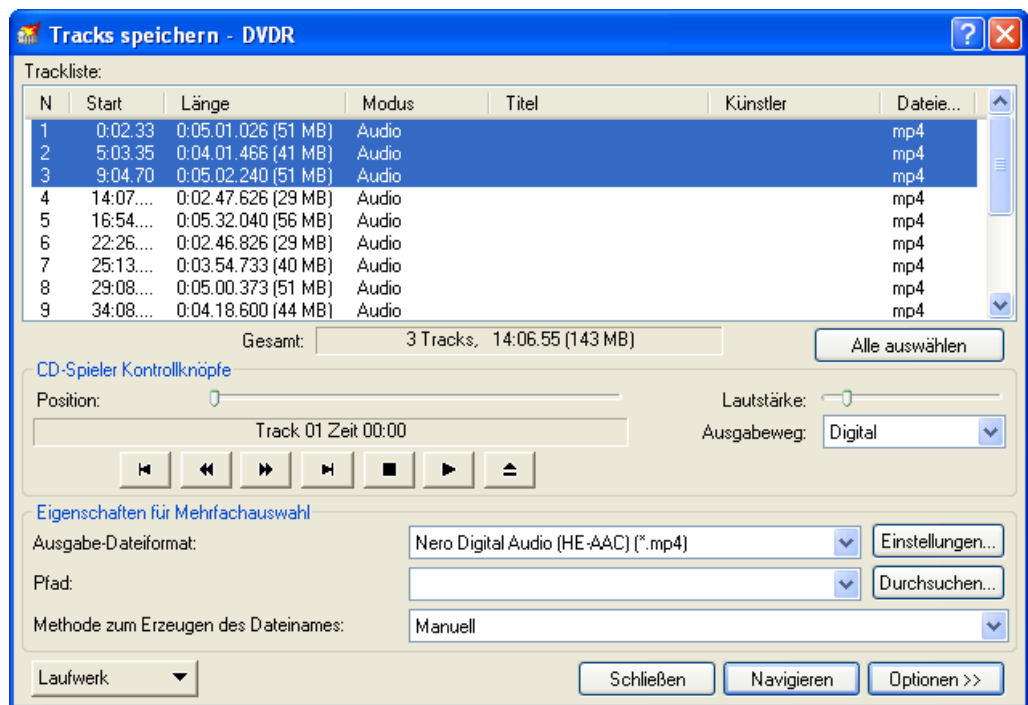 Tracks speichern - DVDR
Trackliste:
N Start Länge Modus Titel Künstler Dateie...
1 0:02.33 0:05.01.026 (51 MB) Audio mp4
2 5:03.35 0:04.01.466 (41 MB) Audio mp4
3 9:04.70 0:05.02.240 (51 MB) Audio mp4
4 14:07.... 0:02.47.626 (29 MB) Audio mp4
5 16:54.... 0:05.32.040 (56 MB) Audio mp4
6 22:26.... 0:02.46.826 (29 MB) Audio mp4
7 25:13.... 0:03.54.733 (40 MB) Audio mp4
8 29:08.... 0:05.00.373 (51 MB) Audio mp4
9 34:08.... 0:04.18.600 (44 MB) Audio mp4
Gesamt: 3 Tracks, 14:06.55 (143 MB) Alle auswählen
CD-Spieler Kontrollknöpfe
Position: Lautstärke:
Track 01 Zeit 00:00 Ausgabeweg: Digital
Eigenschaften für Mehrfachauswahl
Ausgabe-Dateiformat: Nero Digital Audio (HE-AAC) (*.mp4) Einstellungen...
Pfad: Durchsuchen...
Methode zum Erzeugen des Dateinames: Manuell
Laufwerk Schließen Navigieren Optionen >>